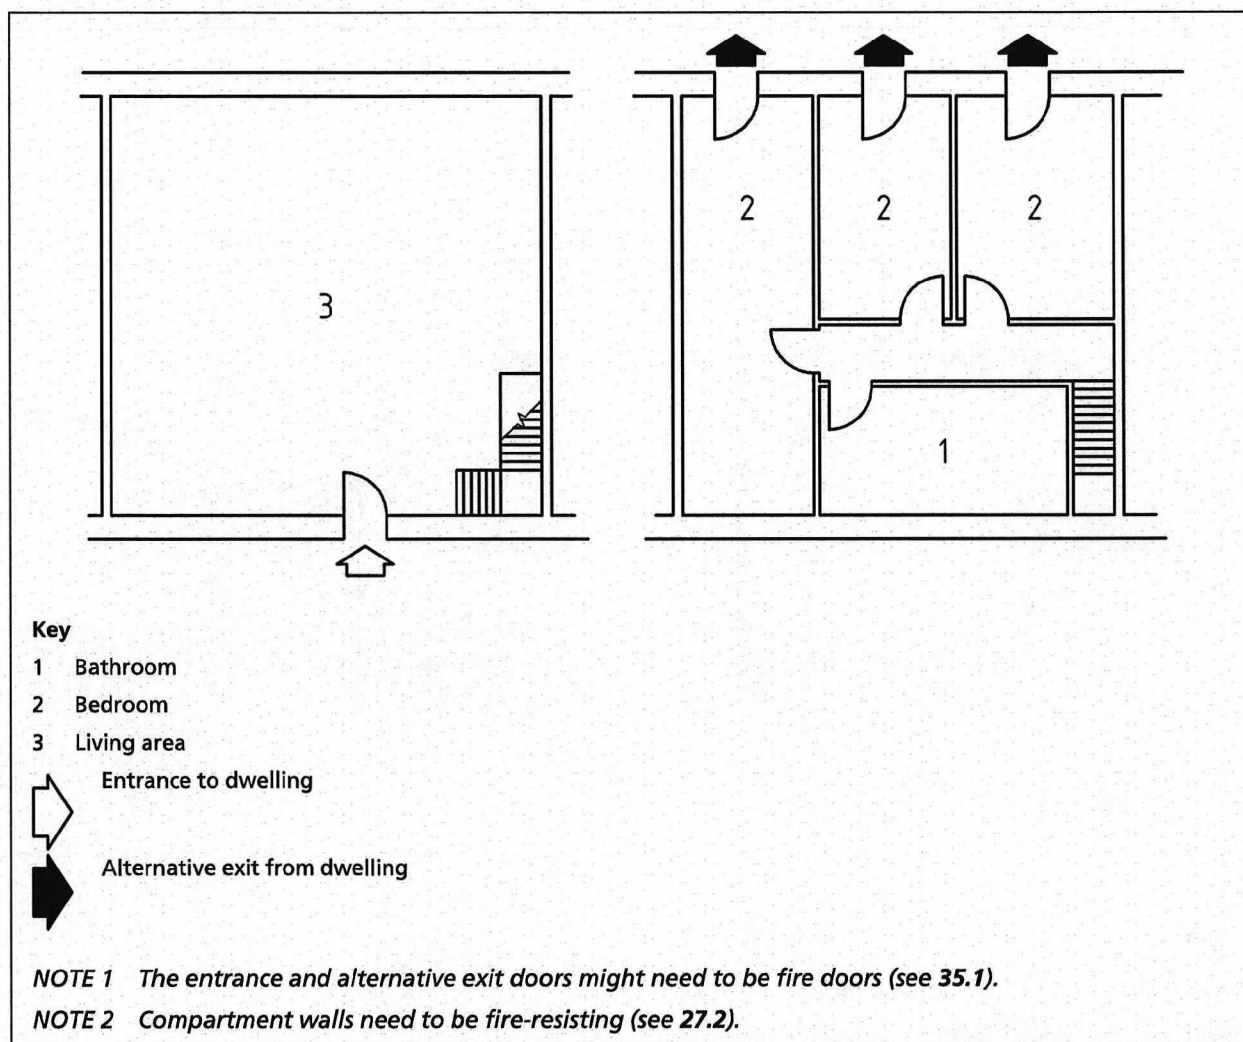 3
2 2 2
1
Key
1 Bathroom
2 Bedroom
3 Living area
Entrance to dwelling
Alternative exit from dwelling
NOTE 1 The entrance and alternative exit doors might need to be fire doors (see 35.1).
NOTE 2 Compartment walls need to be fire-resisting (see 27.2).